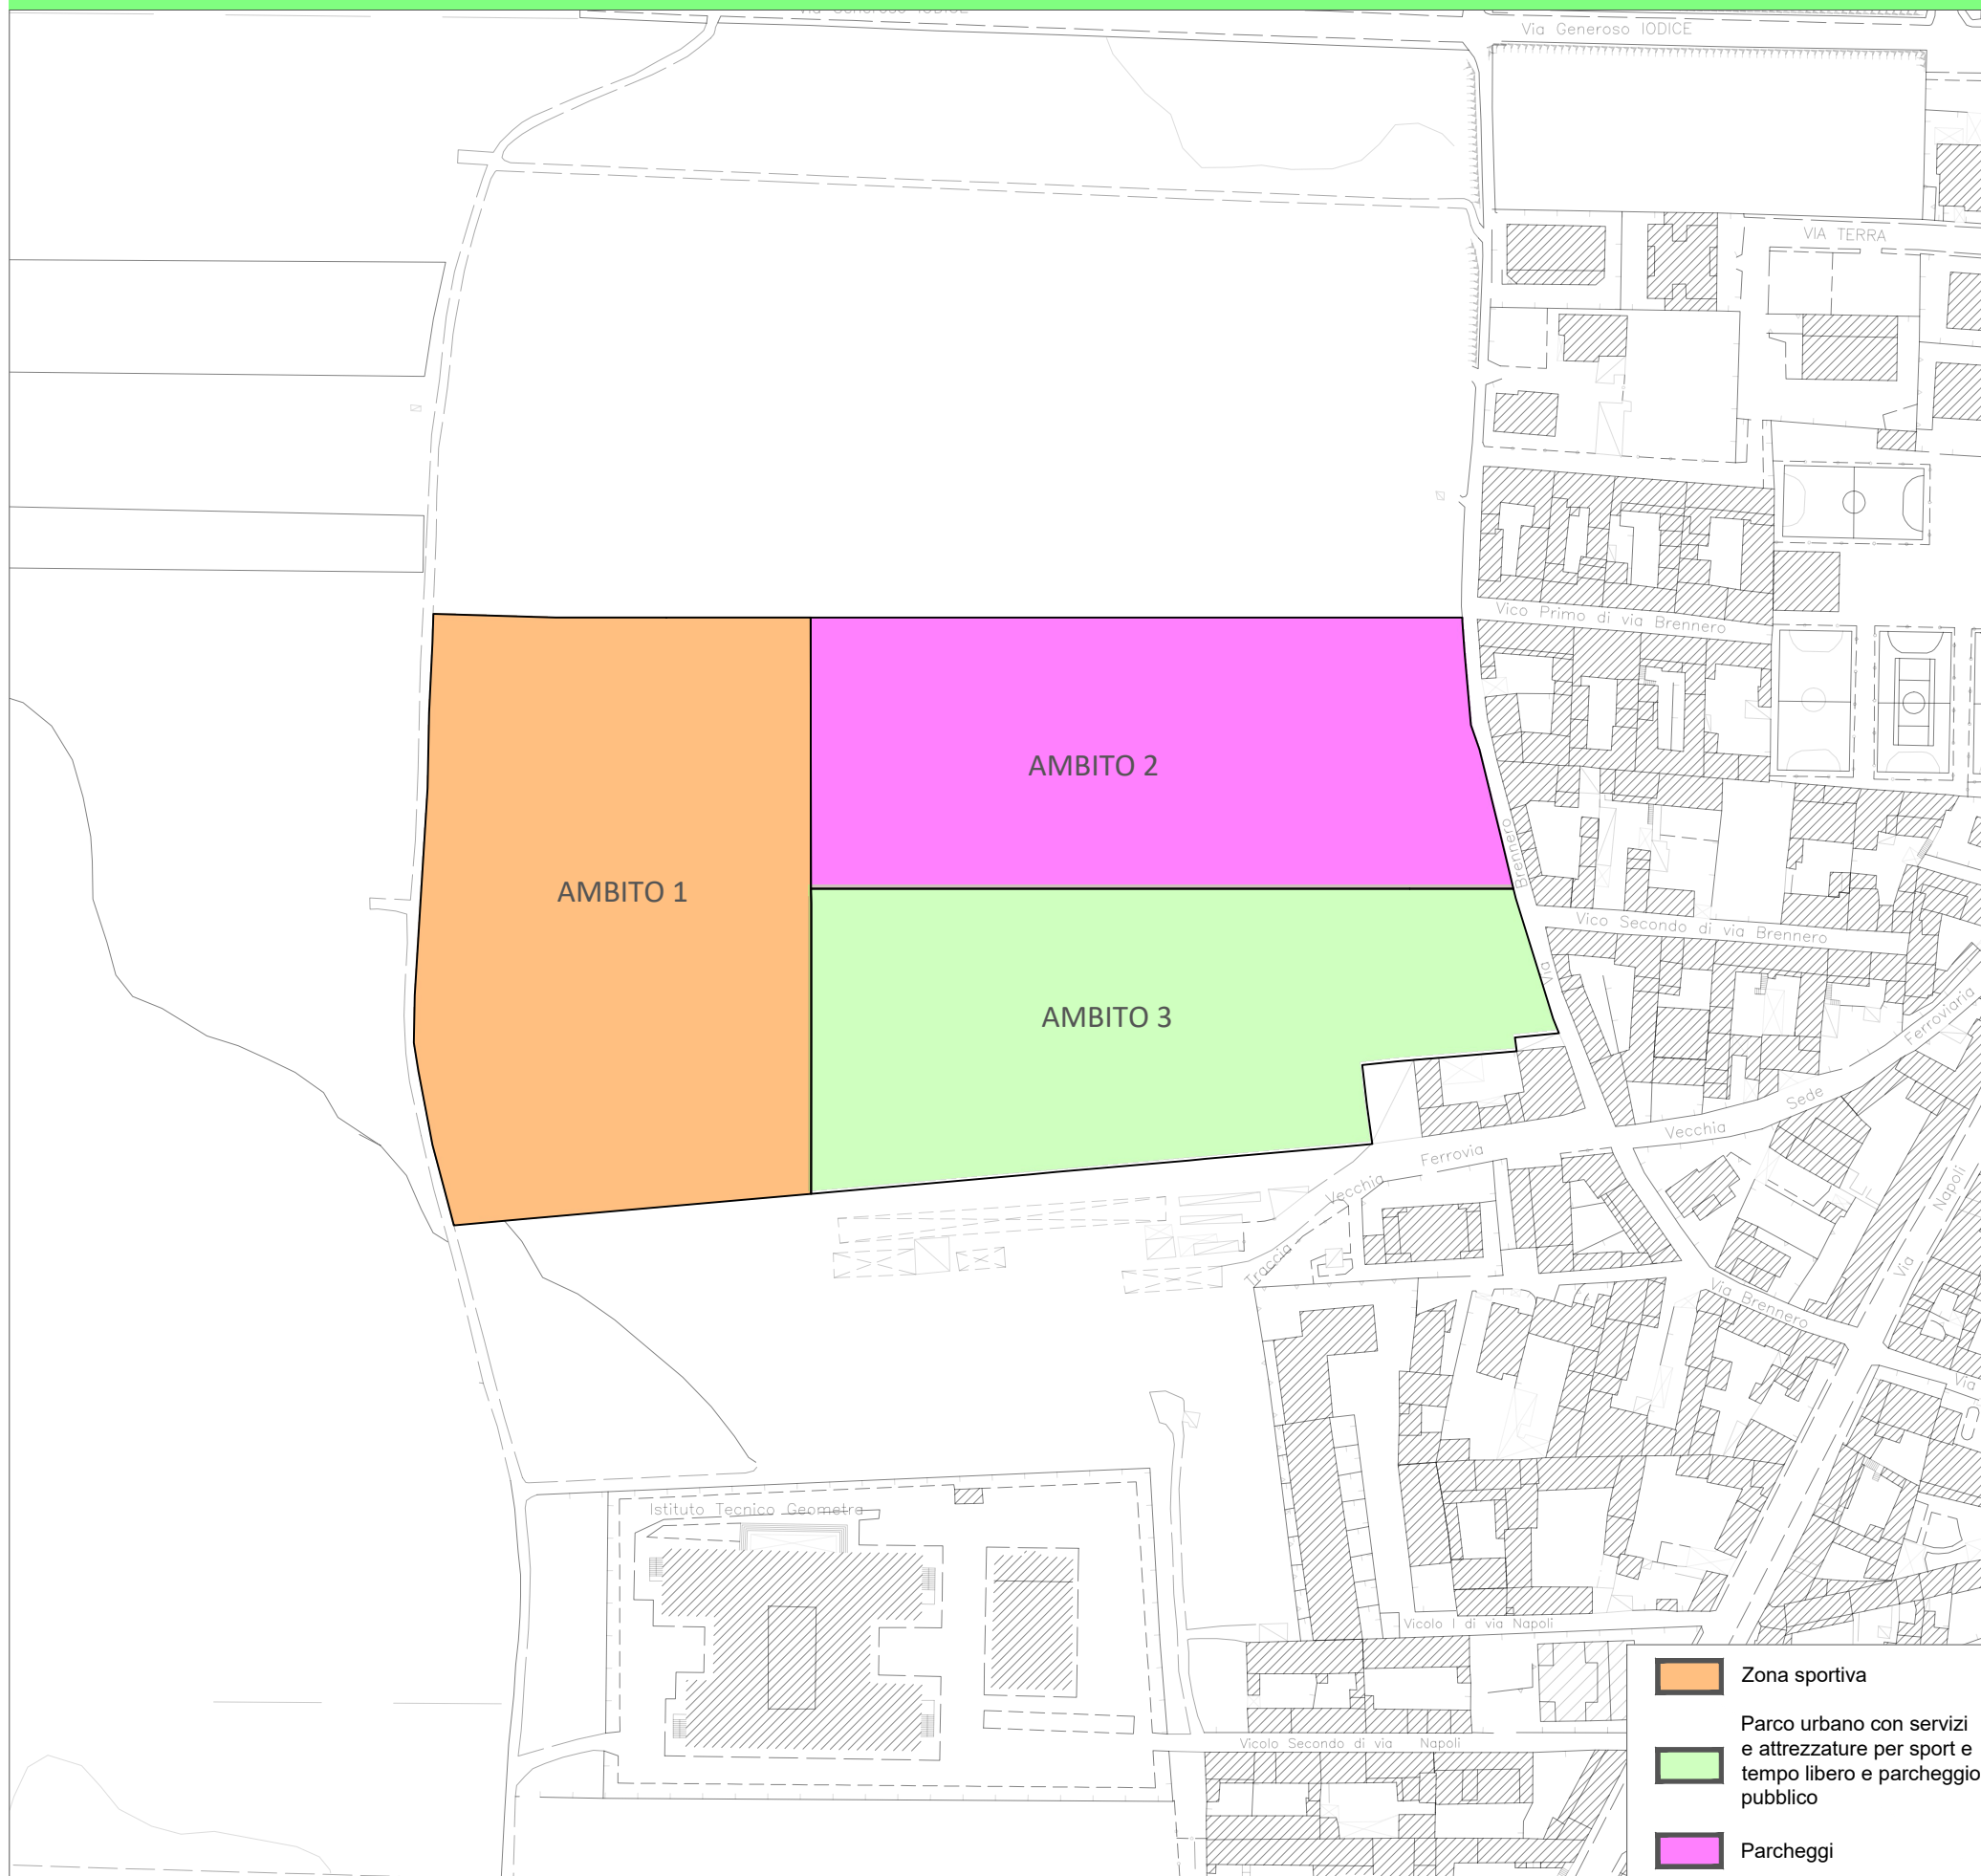 Via Generoso IODICE
Via Generoso IODICE
VIA TERRA
Vico Primo di via Brennero
AMBITO 2
Brennero
AMBITO 1
Vico Secondo di via Brennero
Via
AMBITO 3
Ferroviaria
Sede
Vecchia
Ferrovia
Vecchia
Traccia
Napoli
Via
Via Brennero
Via
Istituto Tecnico Geometra
Vicolo I di via Napoli
Vicolo Secondo di via Napoli
Zona sportiva
Parco urbano con servizi
e attrezzature per sport e
tempo libero e parcheggio
pubblico
Parcheggi